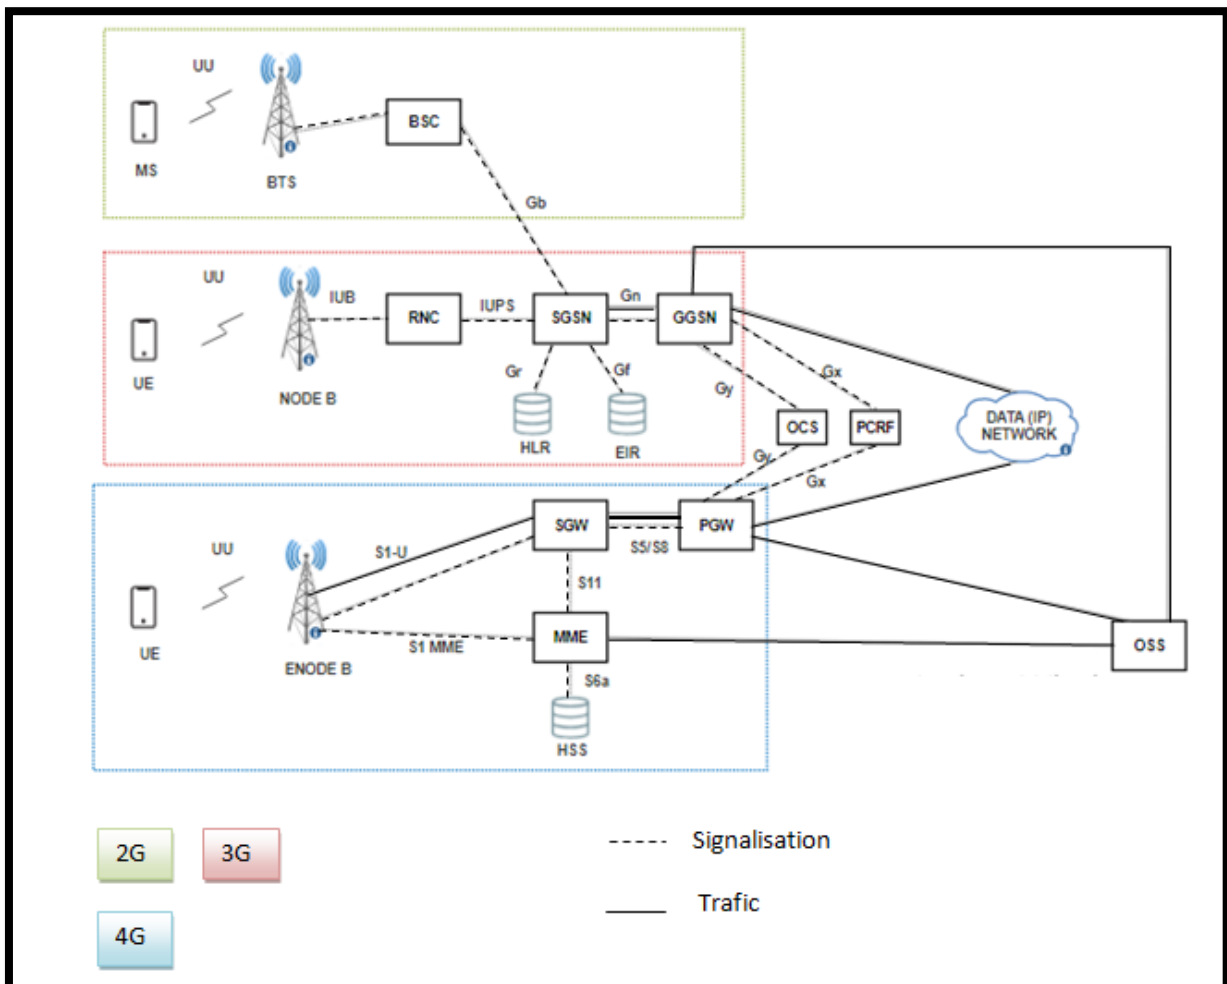 UU
MS
BTS
BSC
Gb
UU
UE
NODE B
IUB
RNC
IUPS
SGSN
Gn
GGSN
Gr
Gf
HLR
EIR
Gy
Gx
OCS
PCRF
DATA (IP)
NETWORK
Gy
Gx
UU
UE
ENODE B
S1-U
SGW
S5/S8
PGW
S11
S1 MME
MME
S6a
HSS
OSS
2G
3G
4G
Signalisation
Trafic